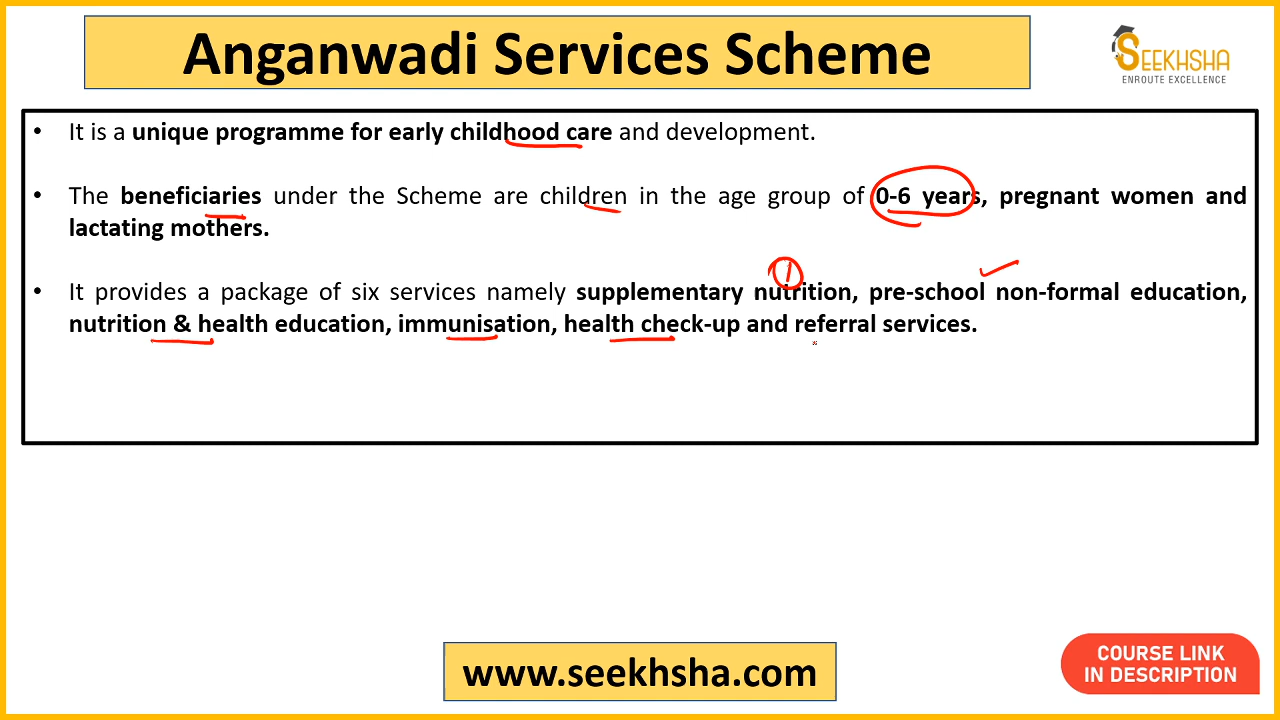 Anganwadi Services Scheme
SEEKHSHA
ENROUTE EXCELLENCE
• It is a unique programme for early childhood care and development.
• The beneficiaries under the Scheme are children in the age group of 0-6 years, pregnant women and
lactating mothers.
1
• It provides a package of six services namely supplementary nutrition, pre-school non-formal education,
nutrition & health education, immunisation, health check-up and referral services.
www.seekhsha.com
COURSE LINK
IN DESCRIPTION